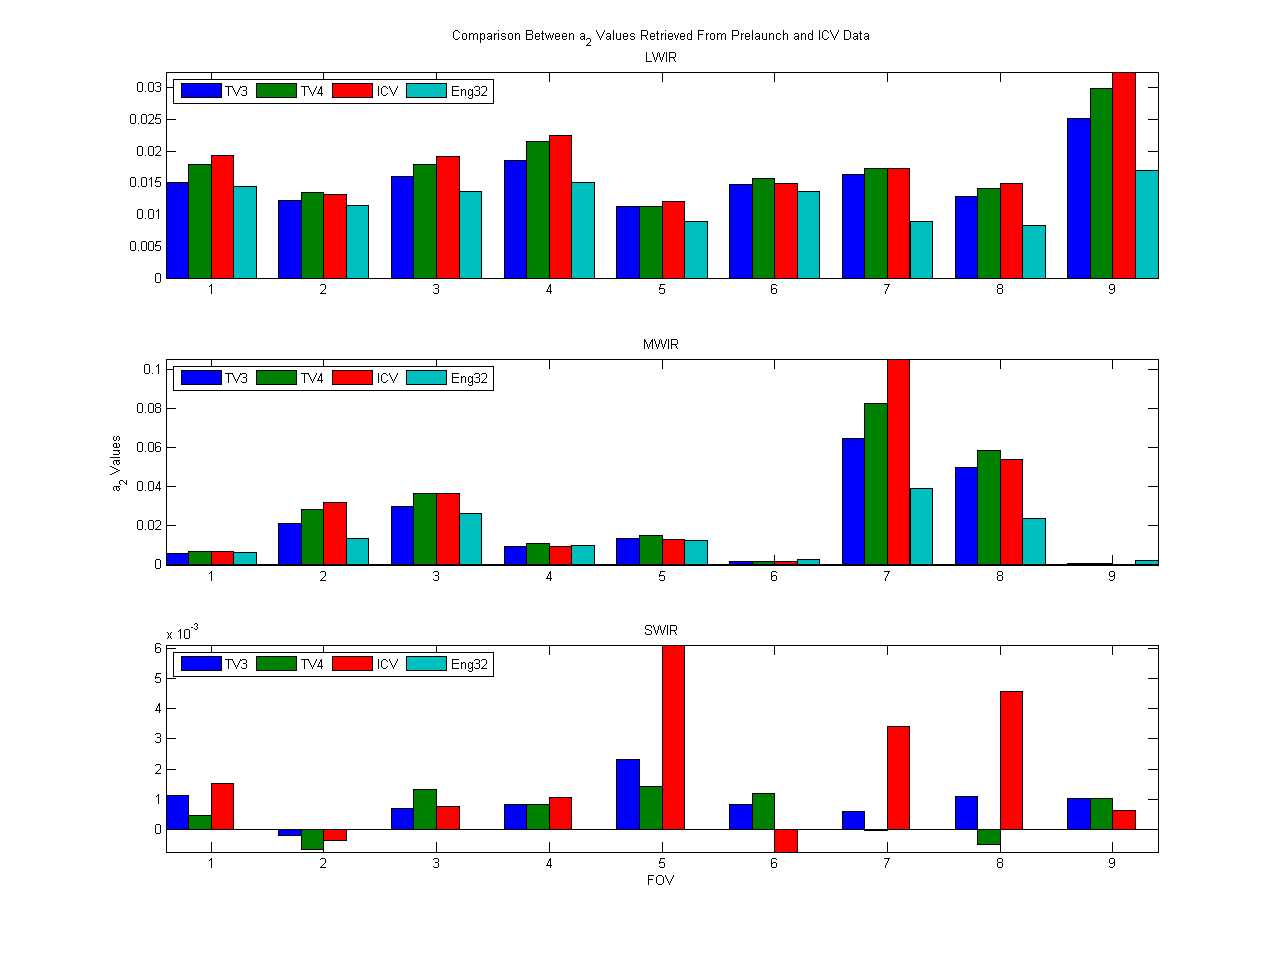 Comparison Between a2 Values Retrieved From Prelaunch and ICV Data
LWIR
TV3 TV4 ICV Eng32
0.03
0.025
0.02
0.015
0.01
0.005
0
1 2 3 4 5 6 7 8 9
MWIR
TV3 TV4 ICV Eng32
0.1
0.08
0.06
0.04
0.02
0
a2 Values
1 2 3 4 5 6 7 8 9
SWIR
x 10-3
TV3 TV4 ICV Eng32
6
5
4
3
2
1
0
1 2 3 4 5 6 7 8 9
FOV